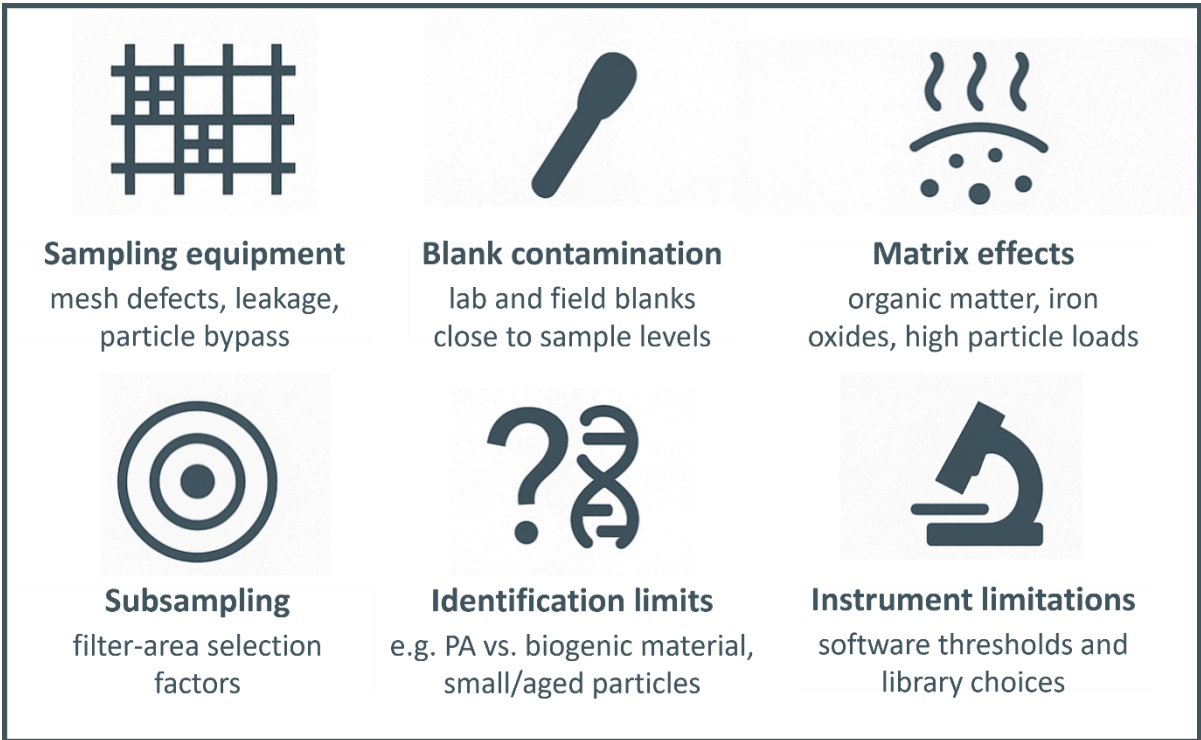 Sampling equipment
mesh defects, leakage,
particle bypass
Blank contamination
lab and field blanks
close to sample levels
Matrix effects
organic matter, iron
oxides, high particle loads
Subsampling
filter-area selection
factors
?
Identification limits
e.g. PA vs. biogenic material,
small/aged particles
Instrument limitations
software thresholds and
library choices